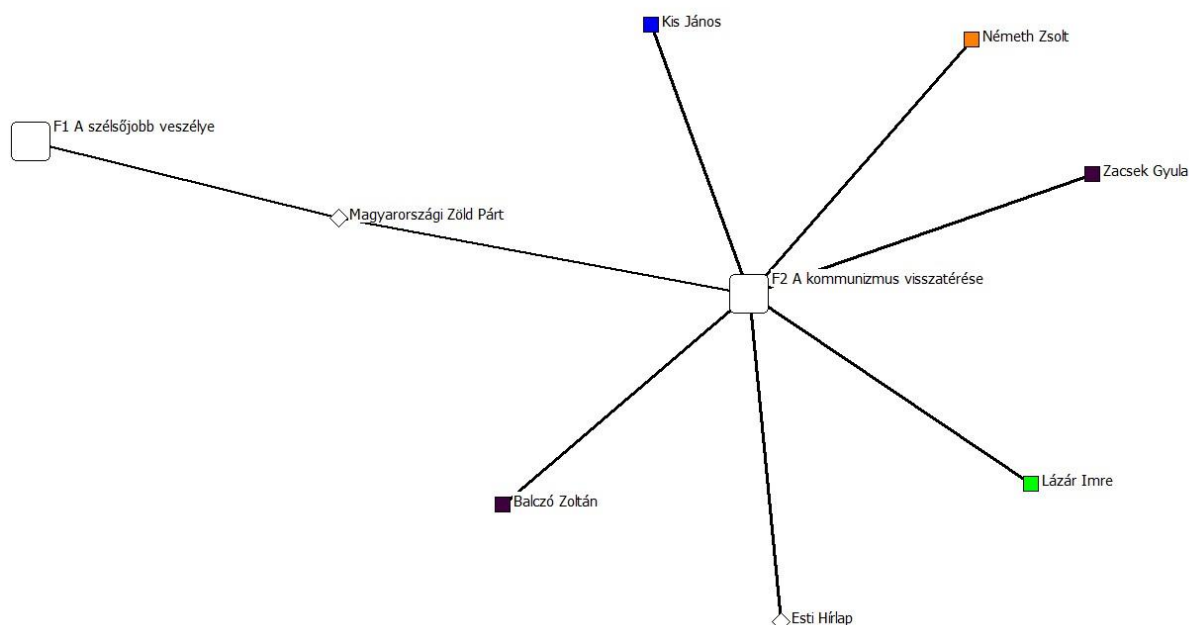 Kis János
Németh Zsolt
F1 A szélsőjobb veszélye
Zacsek Gyula
Magyarországi Zöld Párt
F2 A kommunizmus visszatérése
Lázár Imre
Balczó Zoltán
Esti Hírlap